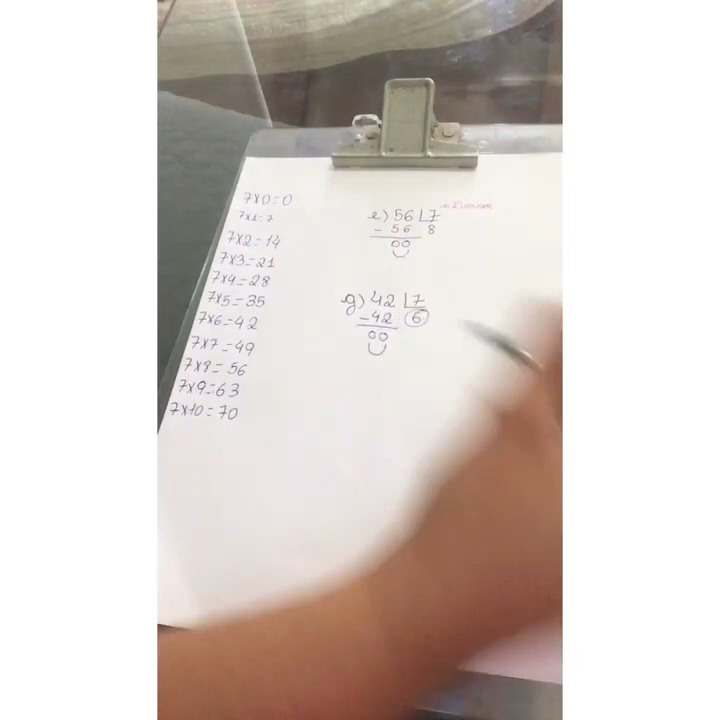 7x0=0
7x1=7
7x2=14
7x3=21
7x4=28
7x5=35
7x6=42
7x7=49
7x8=56
7x9=63
7x10=70
e) 56 7
- 56 8
00
g) 42 7
- 42 6
00